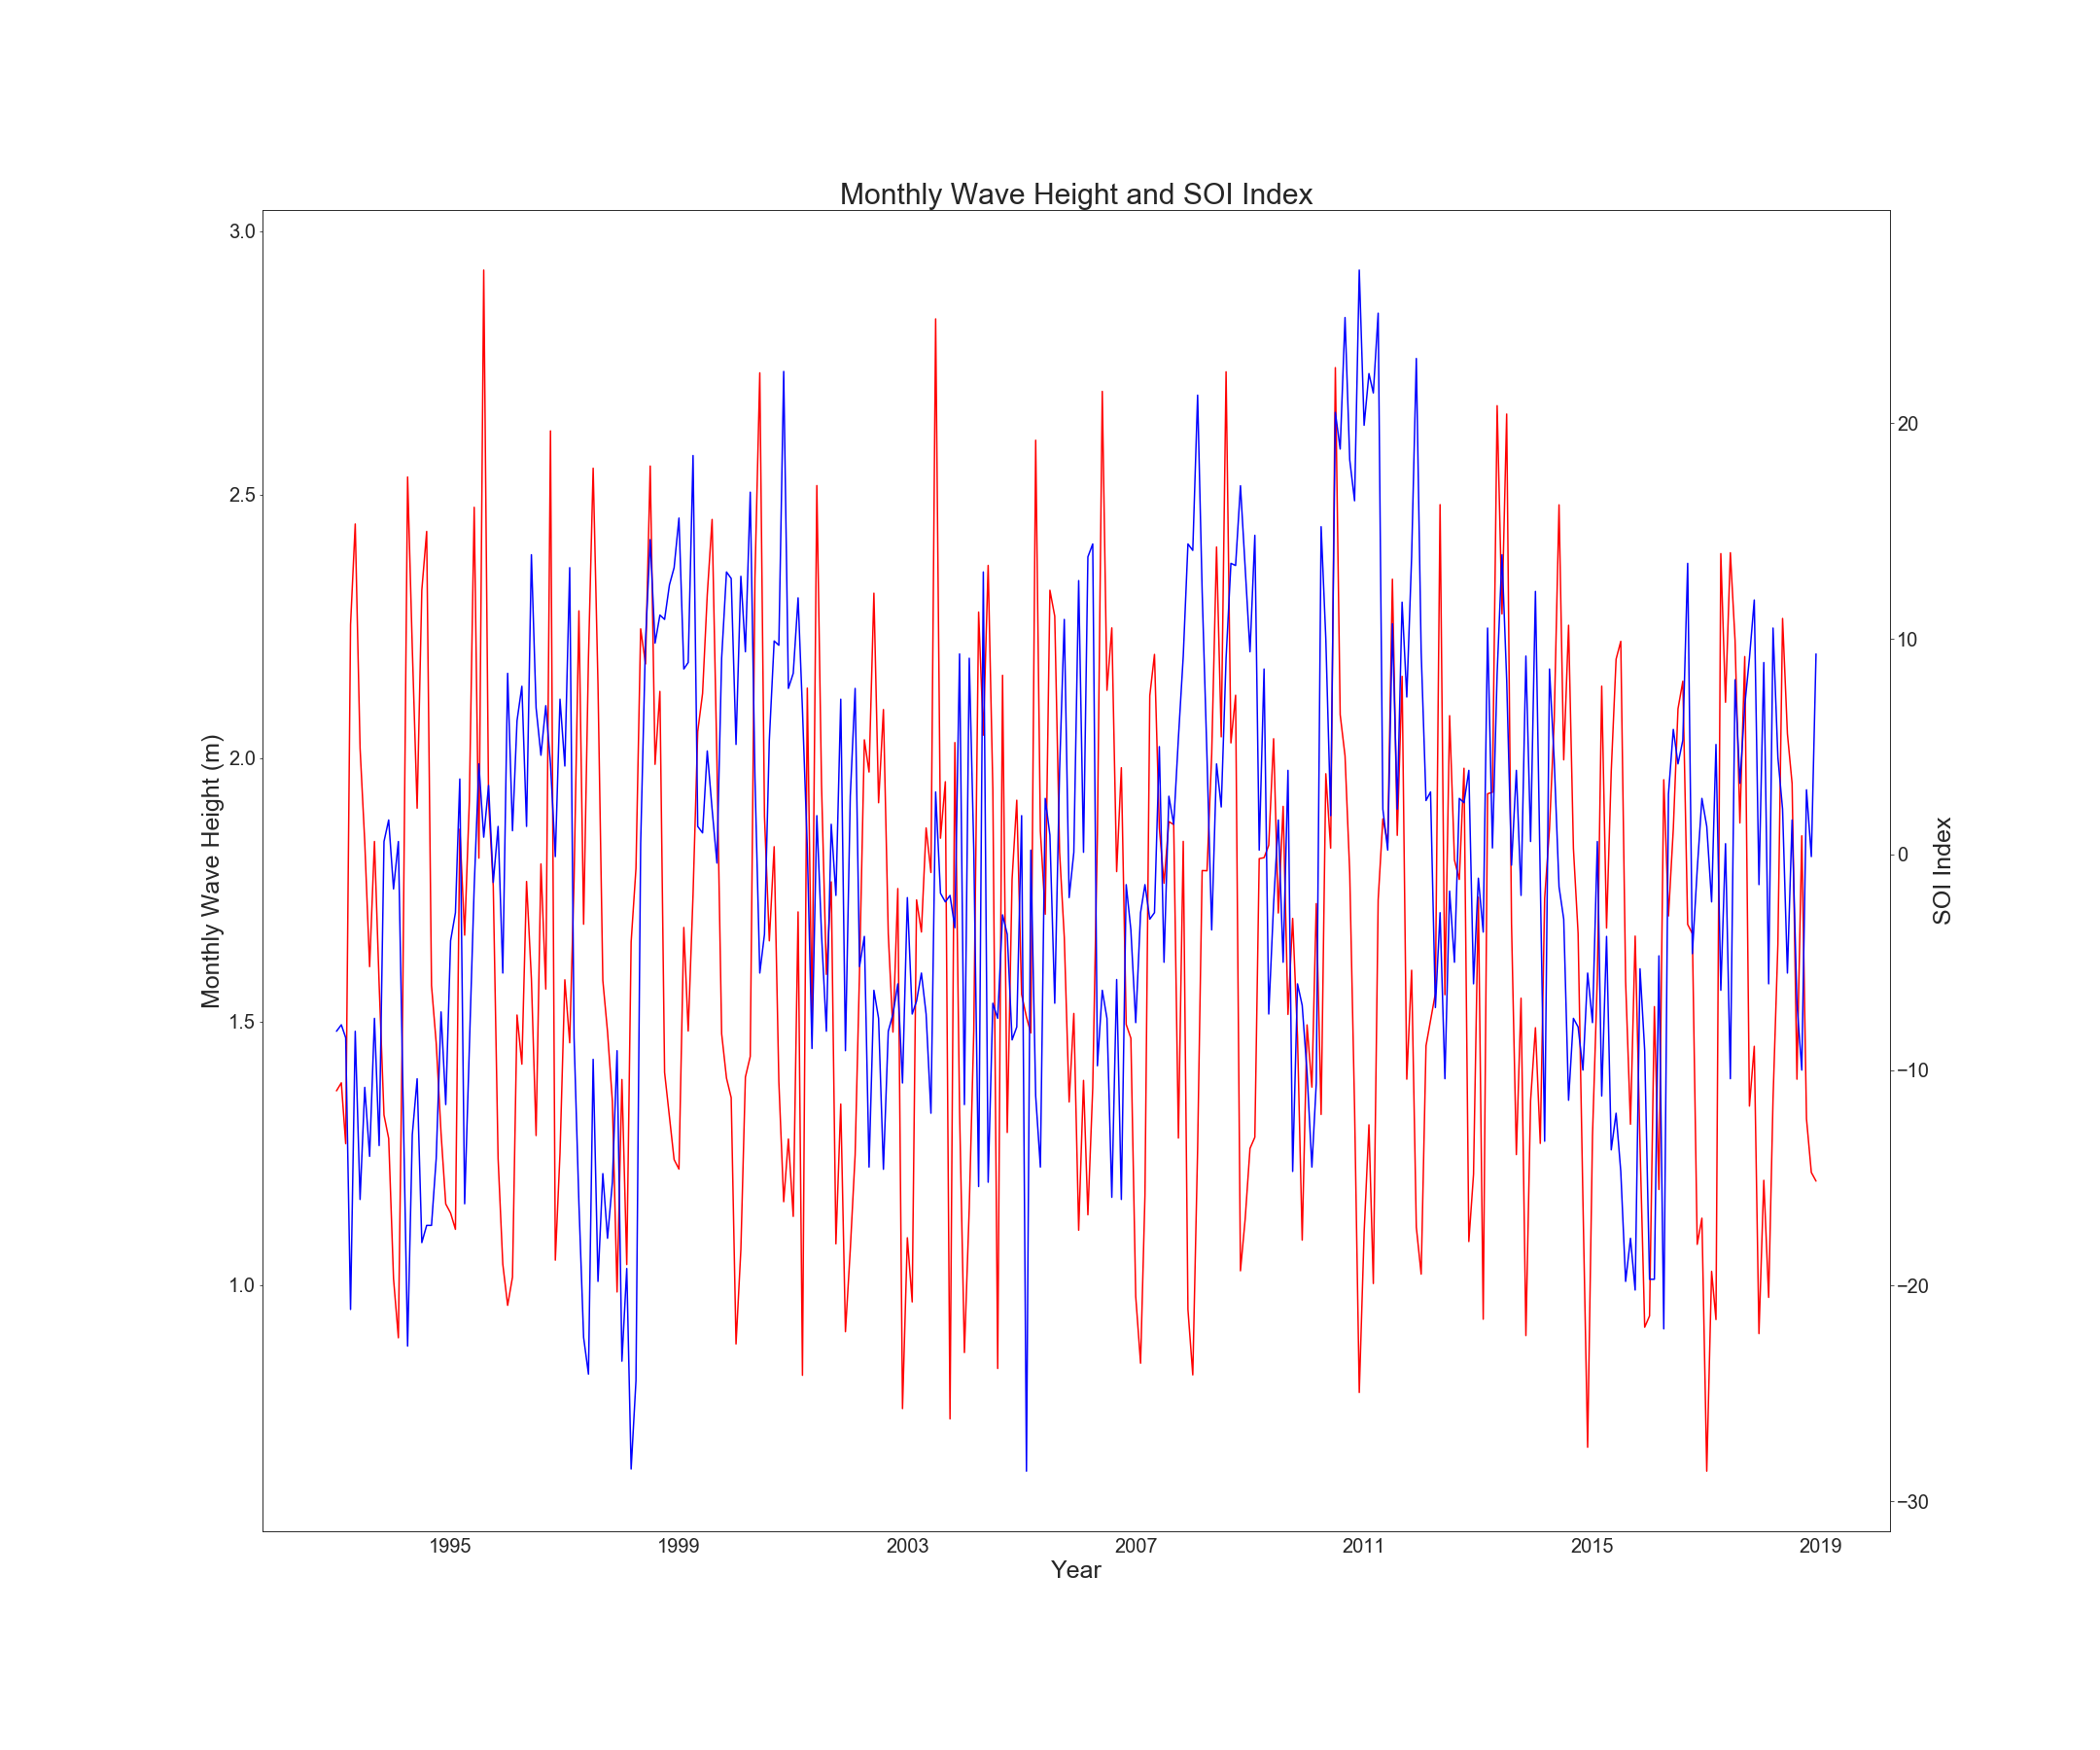 Monthly Wave Height and SOI Index
3.0
2.5
2.0
1.5
1.0
Monthly Wave Height (m)
20
10
0
−10
−20
−30
SOI Index
1995 1999 2003 2007 2011 2015 2019
Year